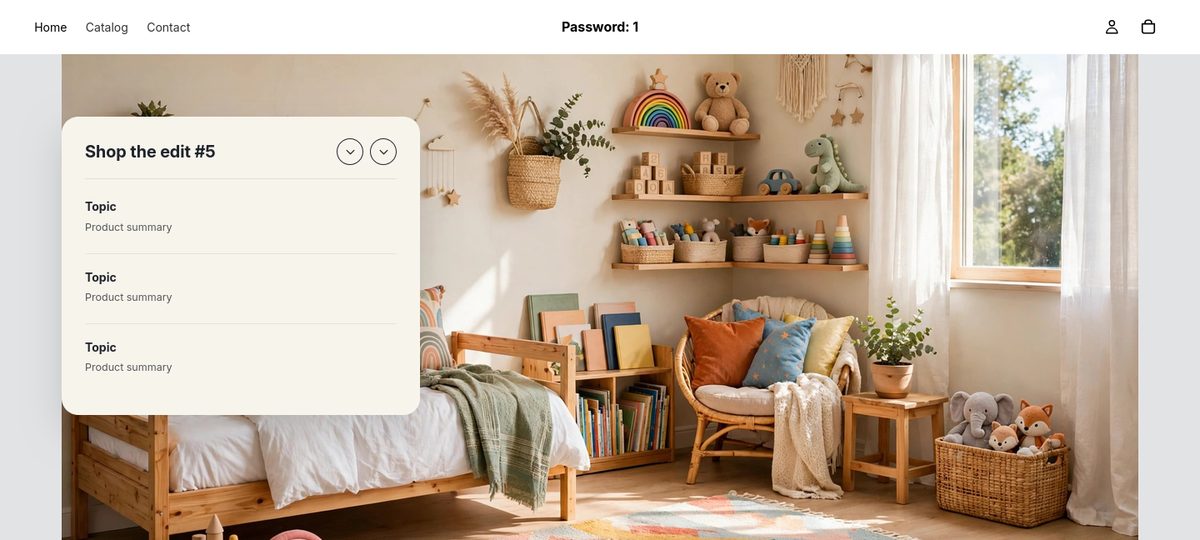 Home
Catalog
Contact
Password: 1
Shop the edit #5
Topic
Product summary
Topic
Product summary
Topic
Product summary